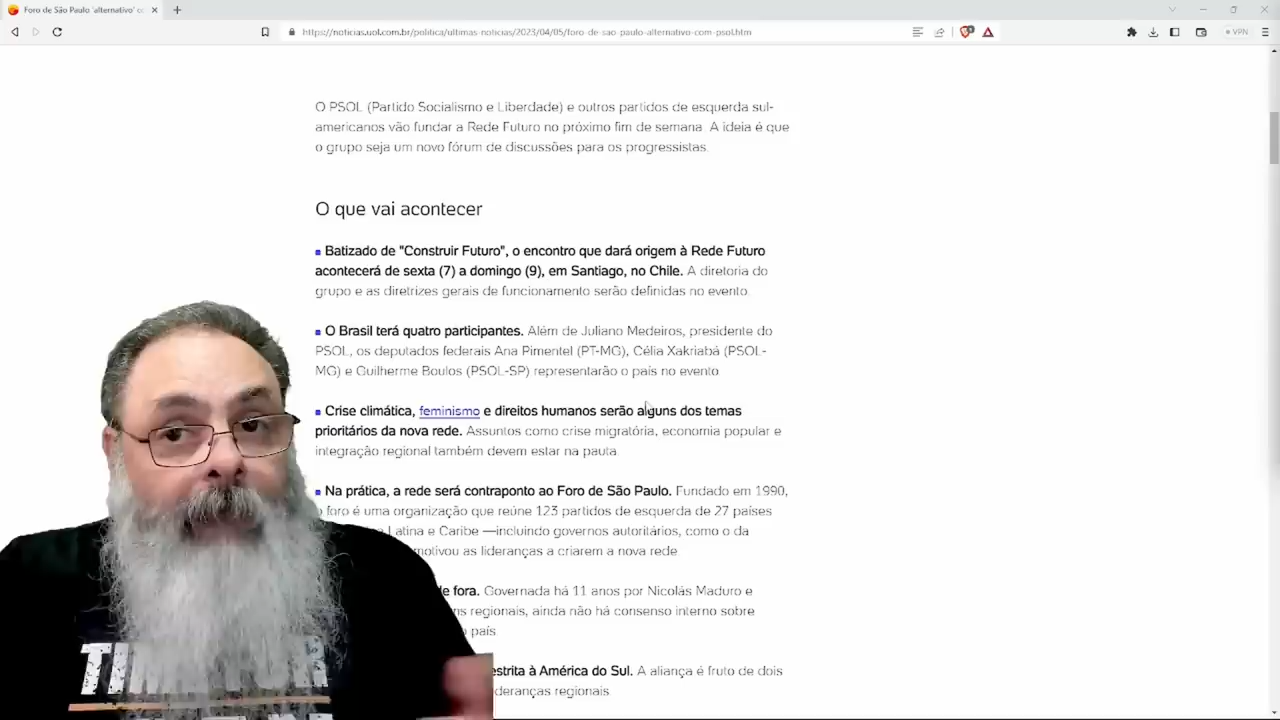 Foro de São Paulo 'alternativo' co
https://noticias.uol.com.br/politica/ultimas-noticias/2023/04/05/foro-de-sao-paulo-alternativo-com-psol.htm
VPN
O PSOL (Partido Socialismo e Liberdade) e outros partidos de esquerda sul-
americanos vão fundar a Rede Futuro no próximo fim de semana. A ideia é que
o grupo seja um novo fórum de discussões para os progressistas.
O que vai acontecer
Batizado de "Construir Futuro", o encontro que dará origem à Rede Futuro
acontecerá de sexta (7) a domingo (9), em Santiago, no Chile. A diretoria do
grupo e as diretrizes gerais de funcionamento serão definidas no evento.
O Brasil terá quatro participantes. Além de Juliano Medeiros, presidente do
PSOL, os deputados federais Ana Pimentel (PT-MG), Célia Xakriabá (PSOL-
MG) e Guilherme Boulos (PSOL-SP) representarão o país no evento.
Crise climática, feminismo e direitos humanos serão alguns dos temas
prioritários da nova rede. Assuntos como crise migratória, economia popular e
integração regional também devem estar na pauta.
Na prática, a rede será contraponto ao Foro de São Paulo. Fundado em 1990,
o foro é uma organização que reúne 123 partidos de esquerda de 27 países
Latina e Caribe —incluindo governos autoritários, como o da
motivou as lideranças a criarem a nova rede.
de fora. Governada há 11 anos por Nicolás Maduro e
regionais, ainda não há consenso interno sobre
país.
estrita à América do Sul. A aliança é fruto de dois
lideranças regionais.